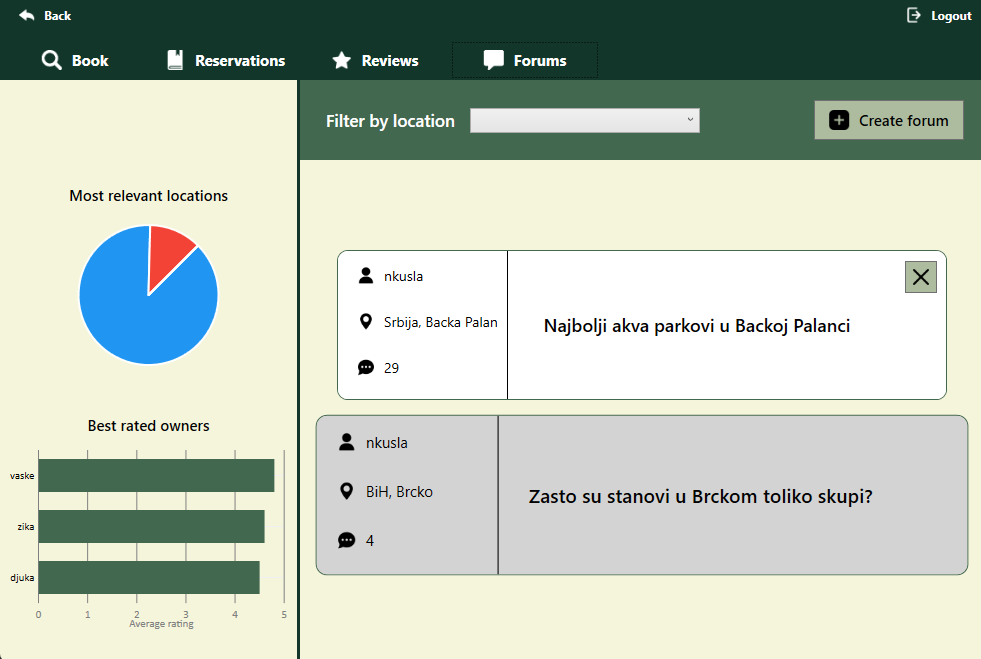 Back
Logout
Book
Reservations
Reviews
Forums
Filter by location
Create forum
Most relevant locations
Best rated owners
vaske
zika
djuka
0 1 2 3 4 5
Average rating
nkusla
Srbija, Backa Palan
29
Najbolji akva parkovi u Backoj Palanci
nkusla
BiH, Brcko
4
Zasto su stanovi u Brckom toliko skupi?